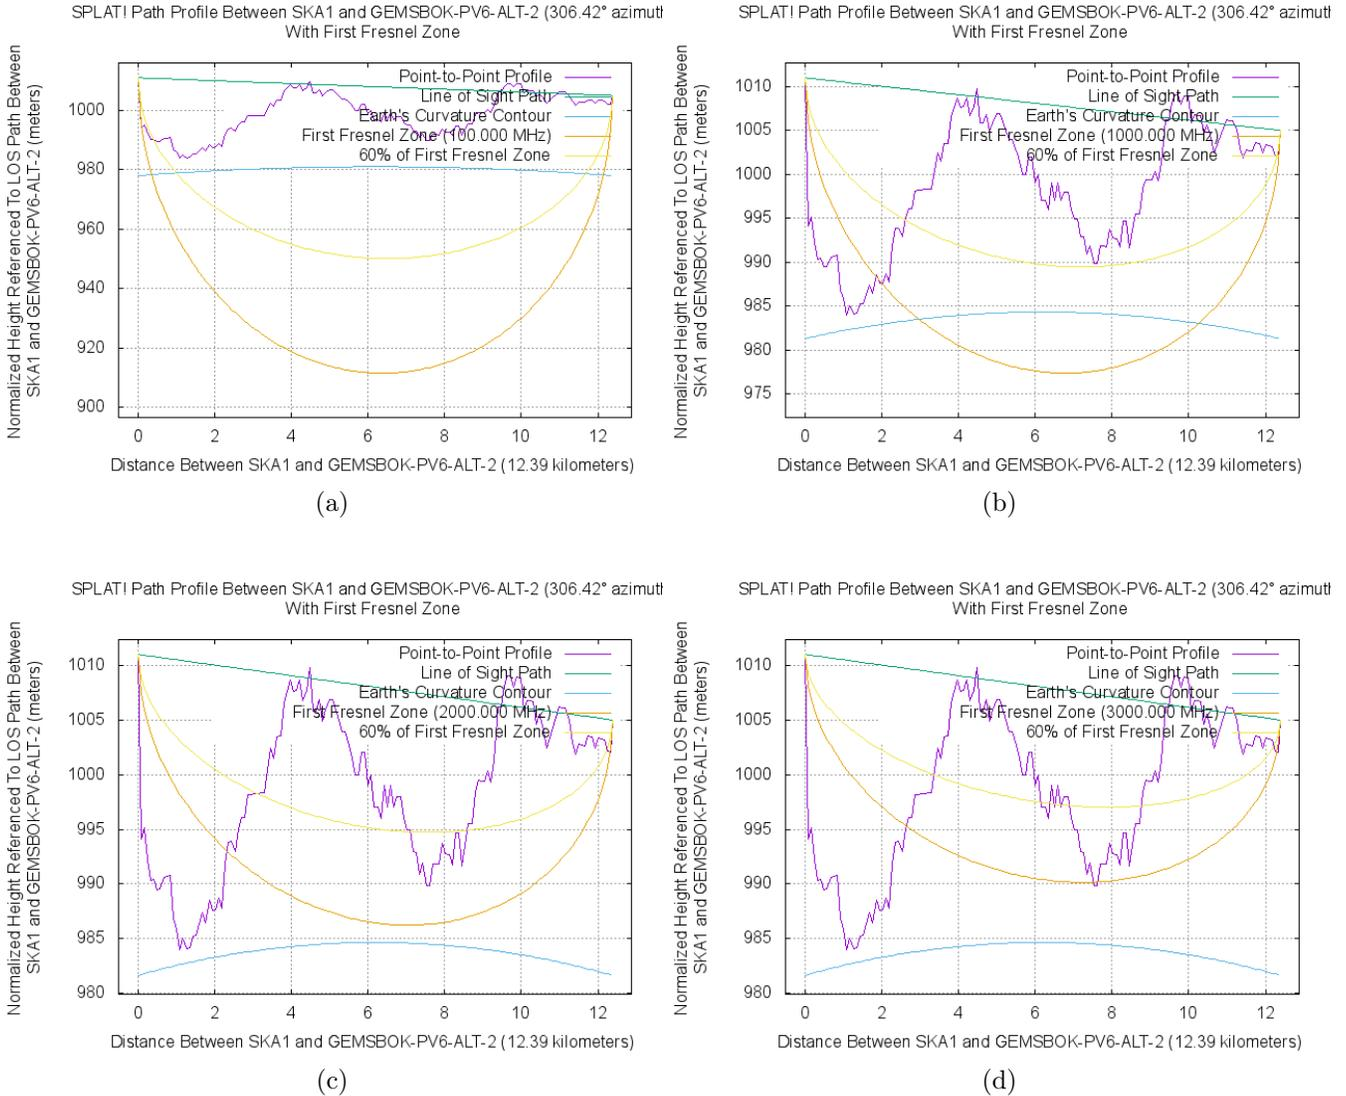 SPLAT! Path Profile Between SKA1 and GEMSBOK-PV6-ALT-2 (306.42° azimuth
With First Fresnel Zone
Normalized Height Referenced To LOS Path Between
SKA1 and GEMSBOK-PV6-ALT-2 (meters)
Point-to-Point Profile
Line of Sight Path
Earth's Curvature Contour
First Fresnel Zone (100.000 MHz)
60% of First Fresnel Zone
1000
980
960
940
920
900
0 2 4 6 8 10 12
Distance Between SKA1 and GEMSBOK-PV6-ALT-2 (12.39 kilometers)
(a)
SPLAT! Path Profile Between SKA1 and GEMSBOK-PV6-ALT-2 (306.42° azimuth
With First Fresnel Zone
Normalized Height Referenced To LOS Path Between
SKA1 and GEMSBOK-PV6-ALT-2 (meters)
Point-to-Point Profile
Line of Sight Path
Earth's Curvature Contour
First Fresnel Zone (1000.000 MHz)
60% of First Fresnel Zone
1010
1005
1000
995
990
985
980
975
0 2 4 6 8 10 12
Distance Between SKA1 and GEMSBOK-PV6-ALT-2 (12.39 kilometers)
(b)
SPLAT! Path Profile Between SKA1 and GEMSBOK-PV6-ALT-2 (306.42° azimuth
With First Fresnel Zone
Normalized Height Referenced To LOS Path Between
SKA1 and GEMSBOK-PV6-ALT-2 (meters)
Point-to-Point Profile
Line of Sight Path
Earth's Curvature Contour
First Fresnel Zone (2000.000 MHz)
60% of First Fresnel Zone
1010
1005
1000
995
990
985
980
0 2 4 6 8 10 12
Distance Between SKA1 and GEMSBOK-PV6-ALT-2 (12.39 kilometers)
(c)
SPLAT! Path Profile Between SKA1 and GEMSBOK-PV6-ALT-2 (306.42° azimuth
With First Fresnel Zone
Normalized Height Referenced To LOS Path Between
SKA1 and GEMSBOK-PV6-ALT-2 (meters)
Point-to-Point Profile
Line of Sight Path
Earth's Curvature Contour
First Fresnel Zone (3000.000 MHz)
60% of First Fresnel Zone
1010
1005
1000
995
990
985
980
0 2 4 6 8 10 12
Distance Between SKA1 and GEMSBOK-PV6-ALT-2 (12.39 kilometers)
(d)